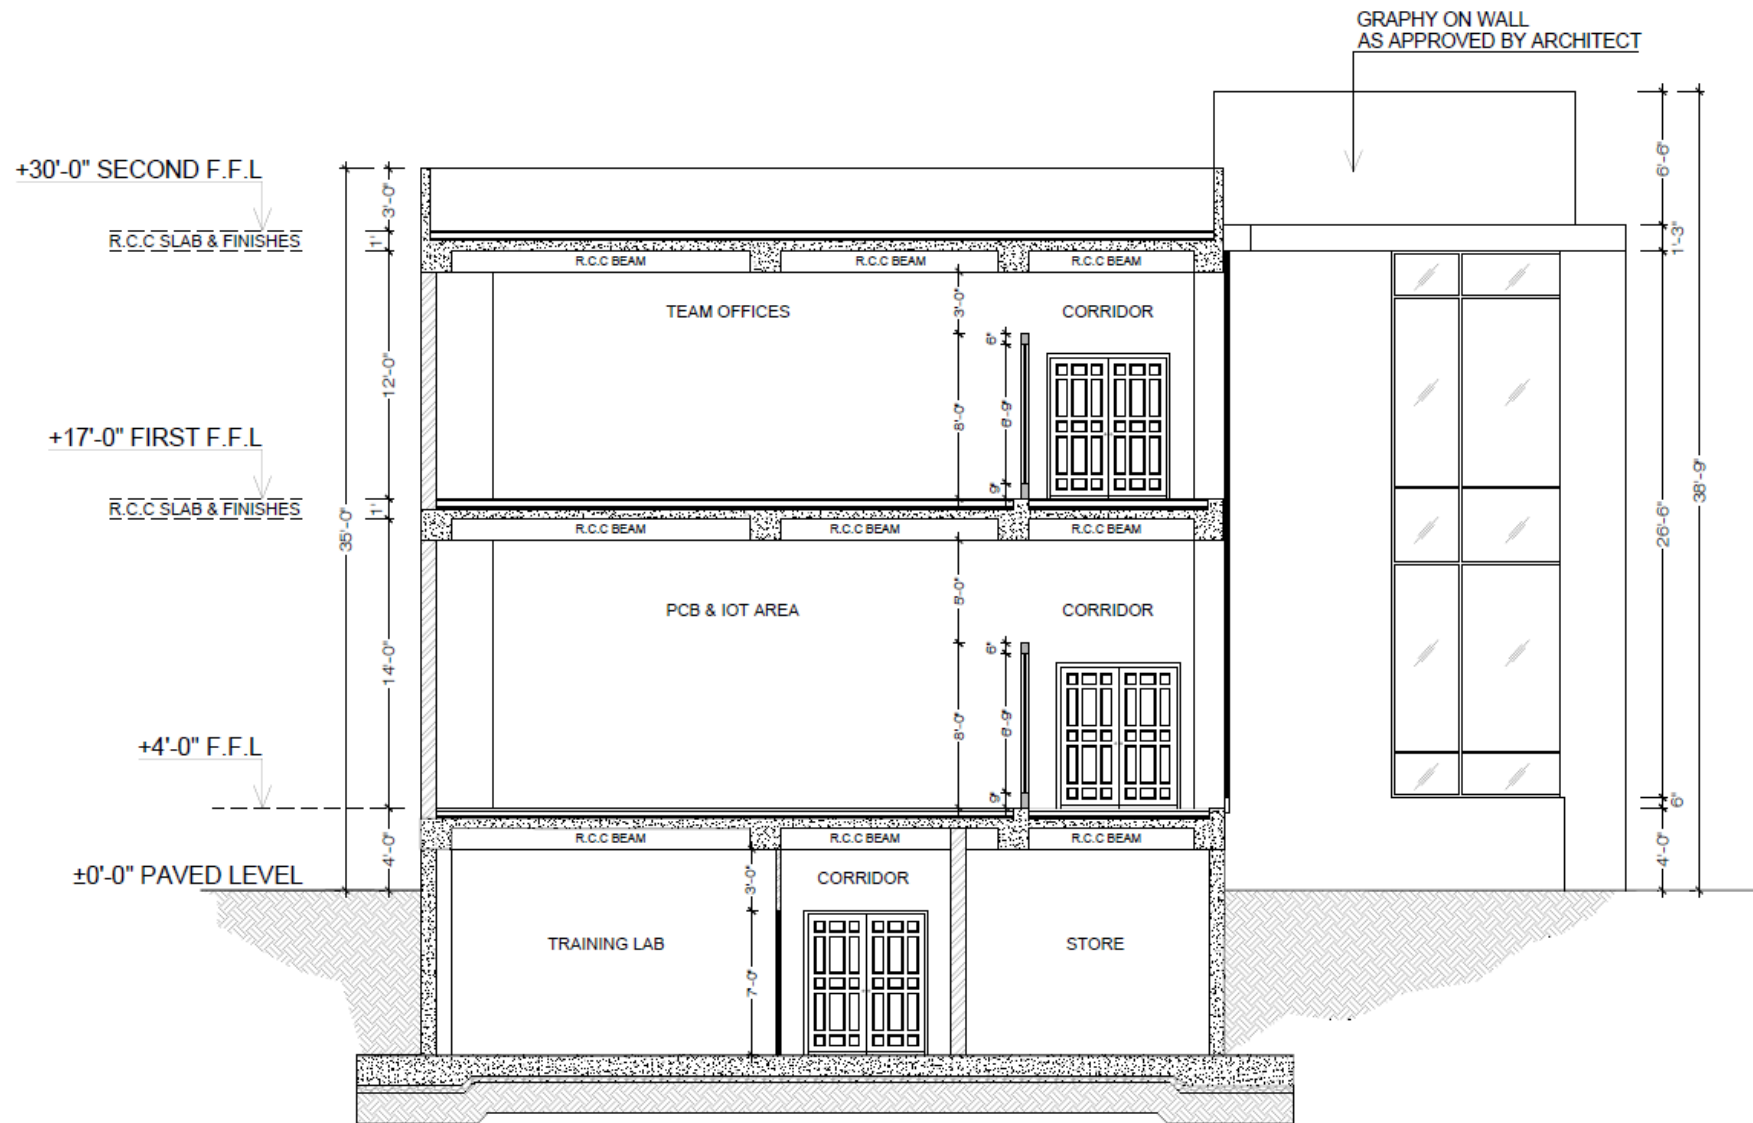 GRAPHY ON WALL
AS APPROVED BY ARCHITECT
+30'-0" SECOND F.F.L
R.C.C SLAB & FINISHES
3'-0"
1'
6'-6"
1'-3"
R.C.C BEAM
R.C.C BEAM
R.C.C BEAM
TEAM OFFICES
CORRIDOR
3'-0"
6"
12'-0"
8'-0"
6'-9"
9"
+17'-0" FIRST F.F.L
R.C.C SLAB & FINISHES
1'
35'-0"
38'-9"
26'-6"
R.C.C BEAM
R.C.C BEAM
R.C.C BEAM
PCB & IOT AREA
CORRIDOR
5'-0"
6"
14'-0"
8'-0"
6'-9"
9"
+4'-0" F.F.L
6"
4'-0"
4'-0"
R.C.C BEAM
R.C.C BEAM
R.C.C BEAM
±0'-0" PAVED LEVEL
3'-0"
CORRIDOR
TRAINING LAB
STORE
7'-0"